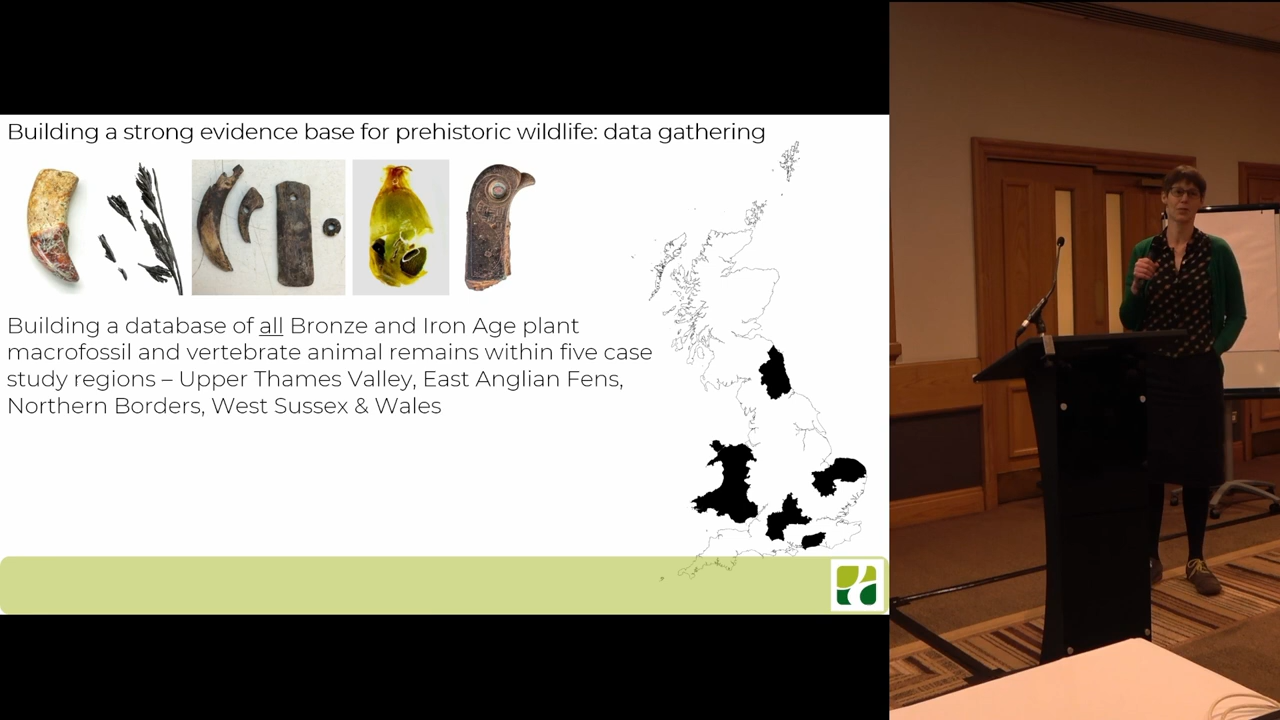 Building a strong evidence base for prehistoric wildlife: data gathering
Building a database of all Bronze and Iron Age plant
macrofossil and vertebrate animal remains within five case
study regions – Upper Thames Valley, East Anglian Fens,
Northern Borders, West Sussex & Wales